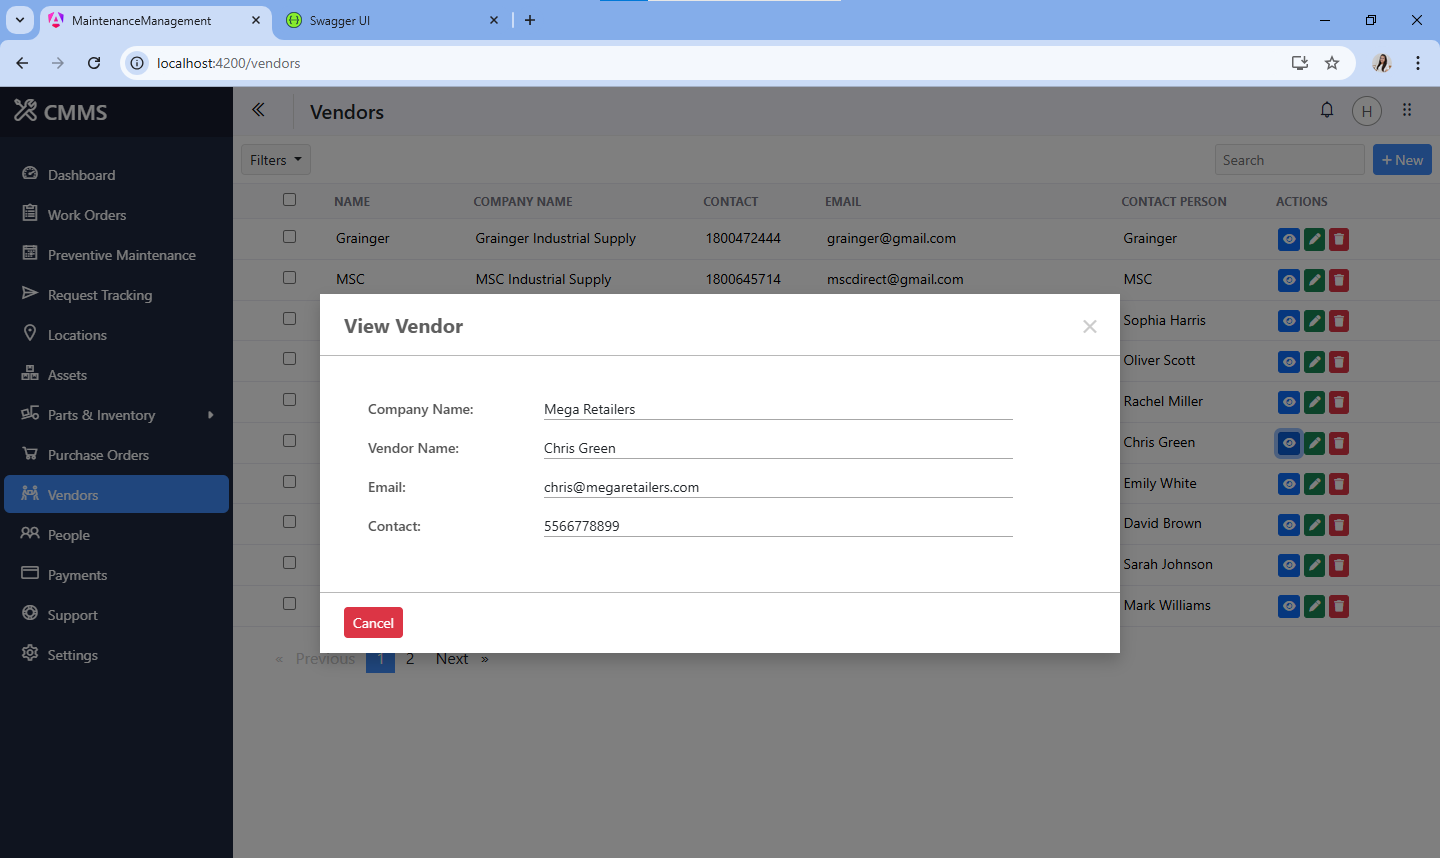 MaintenanceManagement
Swagger UI
localhost:4200/vendors
CMMS
Vendors
H
Dashboard
Work Orders
Preventive Maintenance
Request Tracking
Locations
Assets
Parts & Inventory
Purchase Orders
Vendors
People
Payments
Support
Settings
Filters
Search
+ New
NAME COMPANY NAME CONTACT EMAIL CONTACT PERSON ACTIONS
Grainger Grainger Industrial Supply 1800472444 grainger@gmail.com Grainger
MSC MSC Industrial Supply 1800645714 mscdirect@gmail.com MSC
Sophia Harris
Oliver Scott
Rachel Miller
Chris Green
Emily White
David Brown
Sarah Johnson
Mark Williams
View Vendor
Company Name: Mega Retailers
Vendor Name: Chris Green
Email: chris@megaretailers.com
Contact: 5566778899
Cancel
« Previous 1 2 Next »